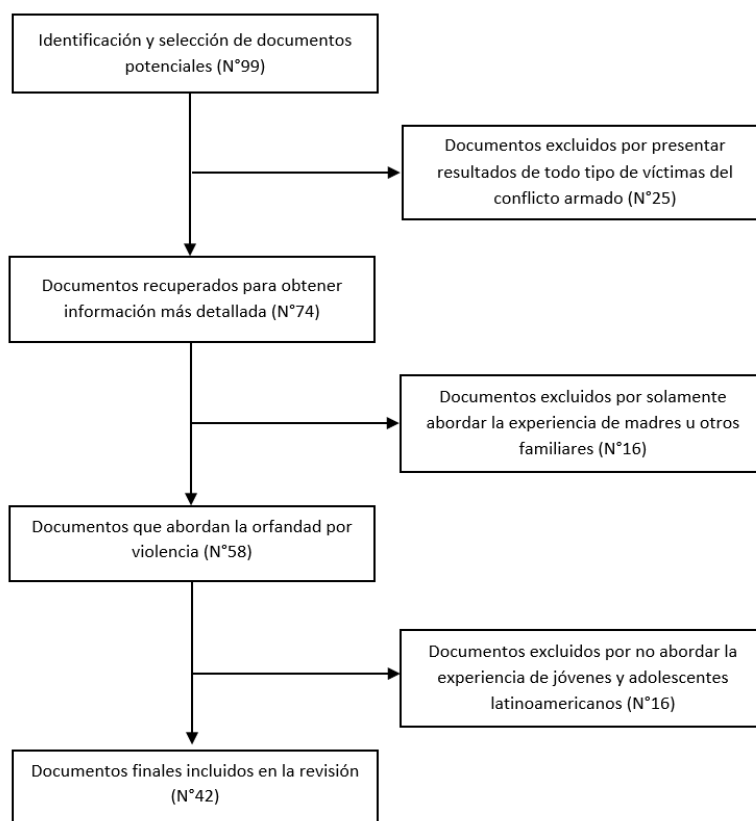 Identificación y selección de documentos
potenciales (N°99)
Documentos excluidos por presentar
resultados de todo tipo de víctimas del
conflicto armado (N°25)
Documentos recuperados para obtener
información más detallada (N°74)
Documentos excluidos por solamente
abordar la experiencia de madres u otros
familiares (N°16)
Documentos que abordan la orfandad por
violencia (N°58)
Documentos excluidos por no abordar la
experiencia de jóvenes y adolescentes
latinoamericanos (N°16)
Documentos finales incluidos en la revisión
(N°42)